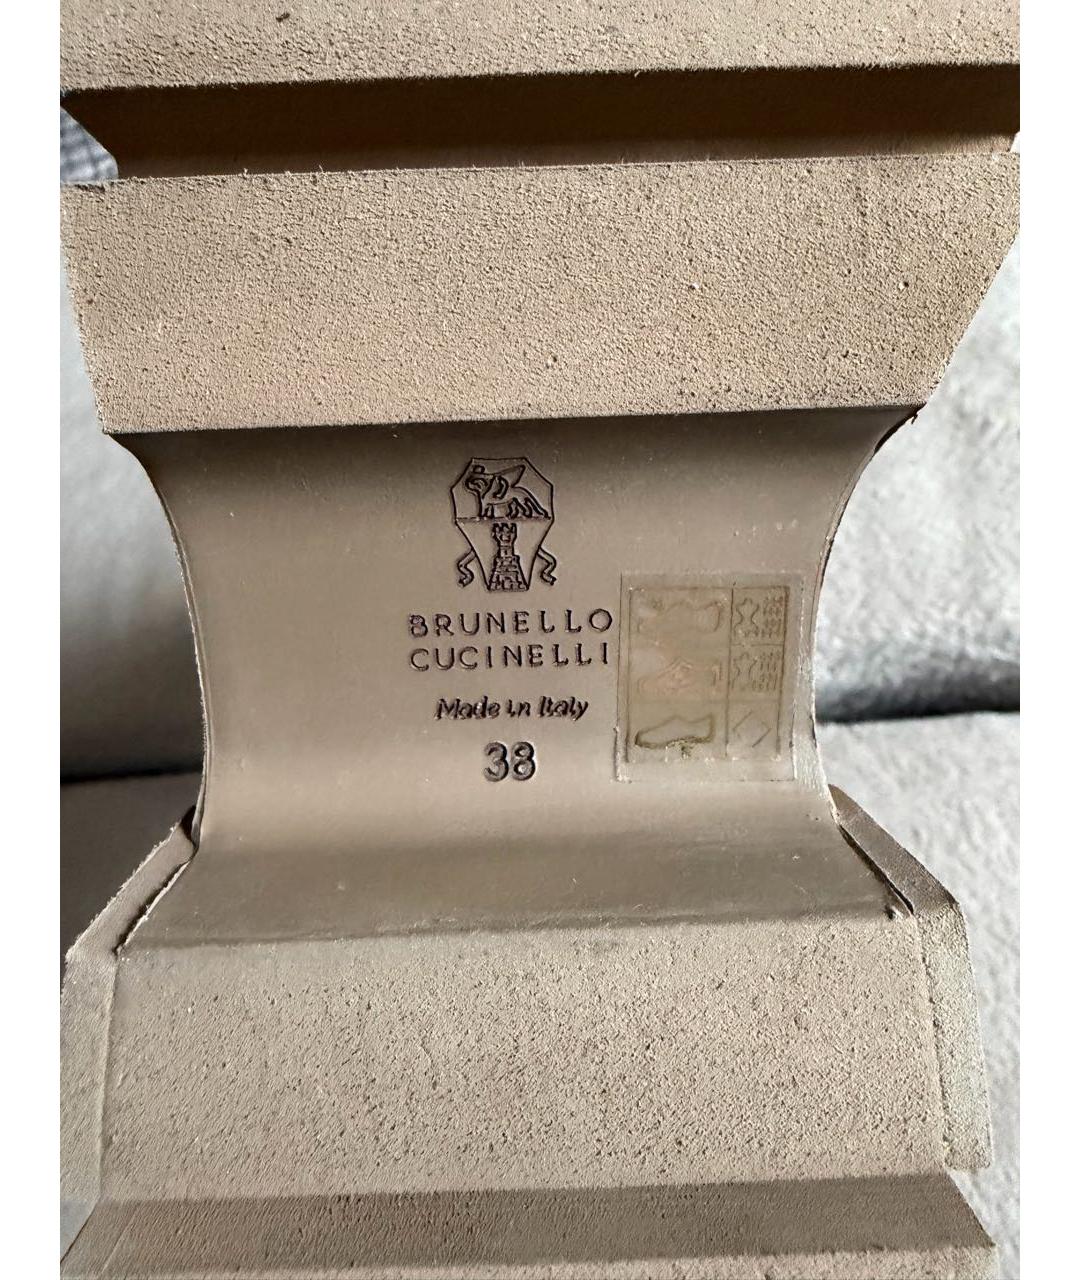 BRUNELLO
CUCINELLI
Made in Italy
38